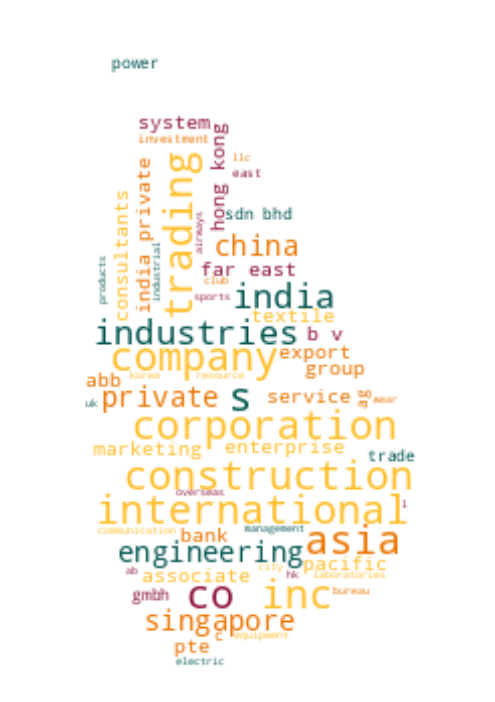 power
system
investment
hong kong
llc
east
trading
india private
consultants
airways
sdn bhd
industrial
products
china
far east
club
sports
india
textile
industries
b v
company
export
group
korea
resource
abb
uk
private
s
service
ag
wear
corporation
marketing
enterprise
trade
construction
overseas
international
l
communication
management
bank
asia
engineering
pacific
city
ab
associate
hk
laboratories
gmbh
co
inc
bureau
singapore
c
equipment
pte
electric